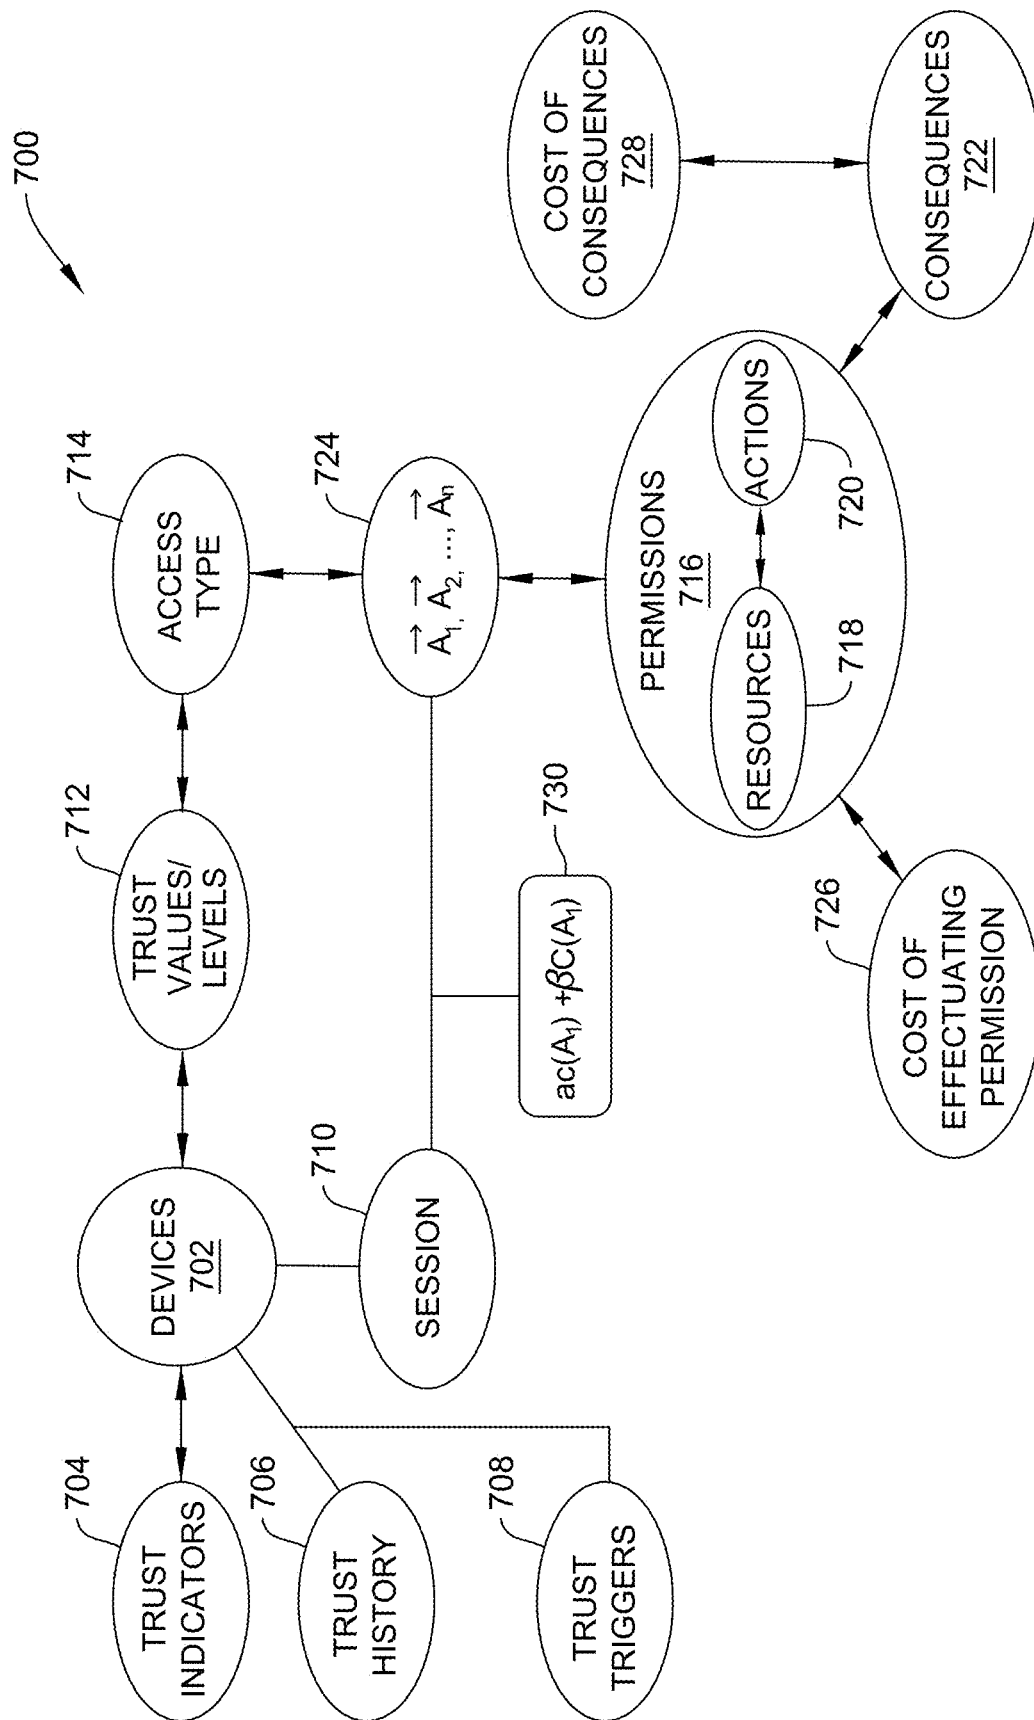 700
704
TRUST
INDICATORS
706
TRUST
HISTORY
708
TRUST
TRIGGERS
DEVICES
702
710
SESSION
712
TRUST
VALUES/
LEVELS
714
ACCESS
TYPE
724
A₁, A₂, ..., Aₙ
730
ac(A₁) +βC(A₁)
PERMISSIONS
716
RESOURCES
718
ACTIONS
720
726
COST OF
EFFECTUATING
PERMISSION
COST OF
CONSEQUENCES
728
CONSEQUENCES
722